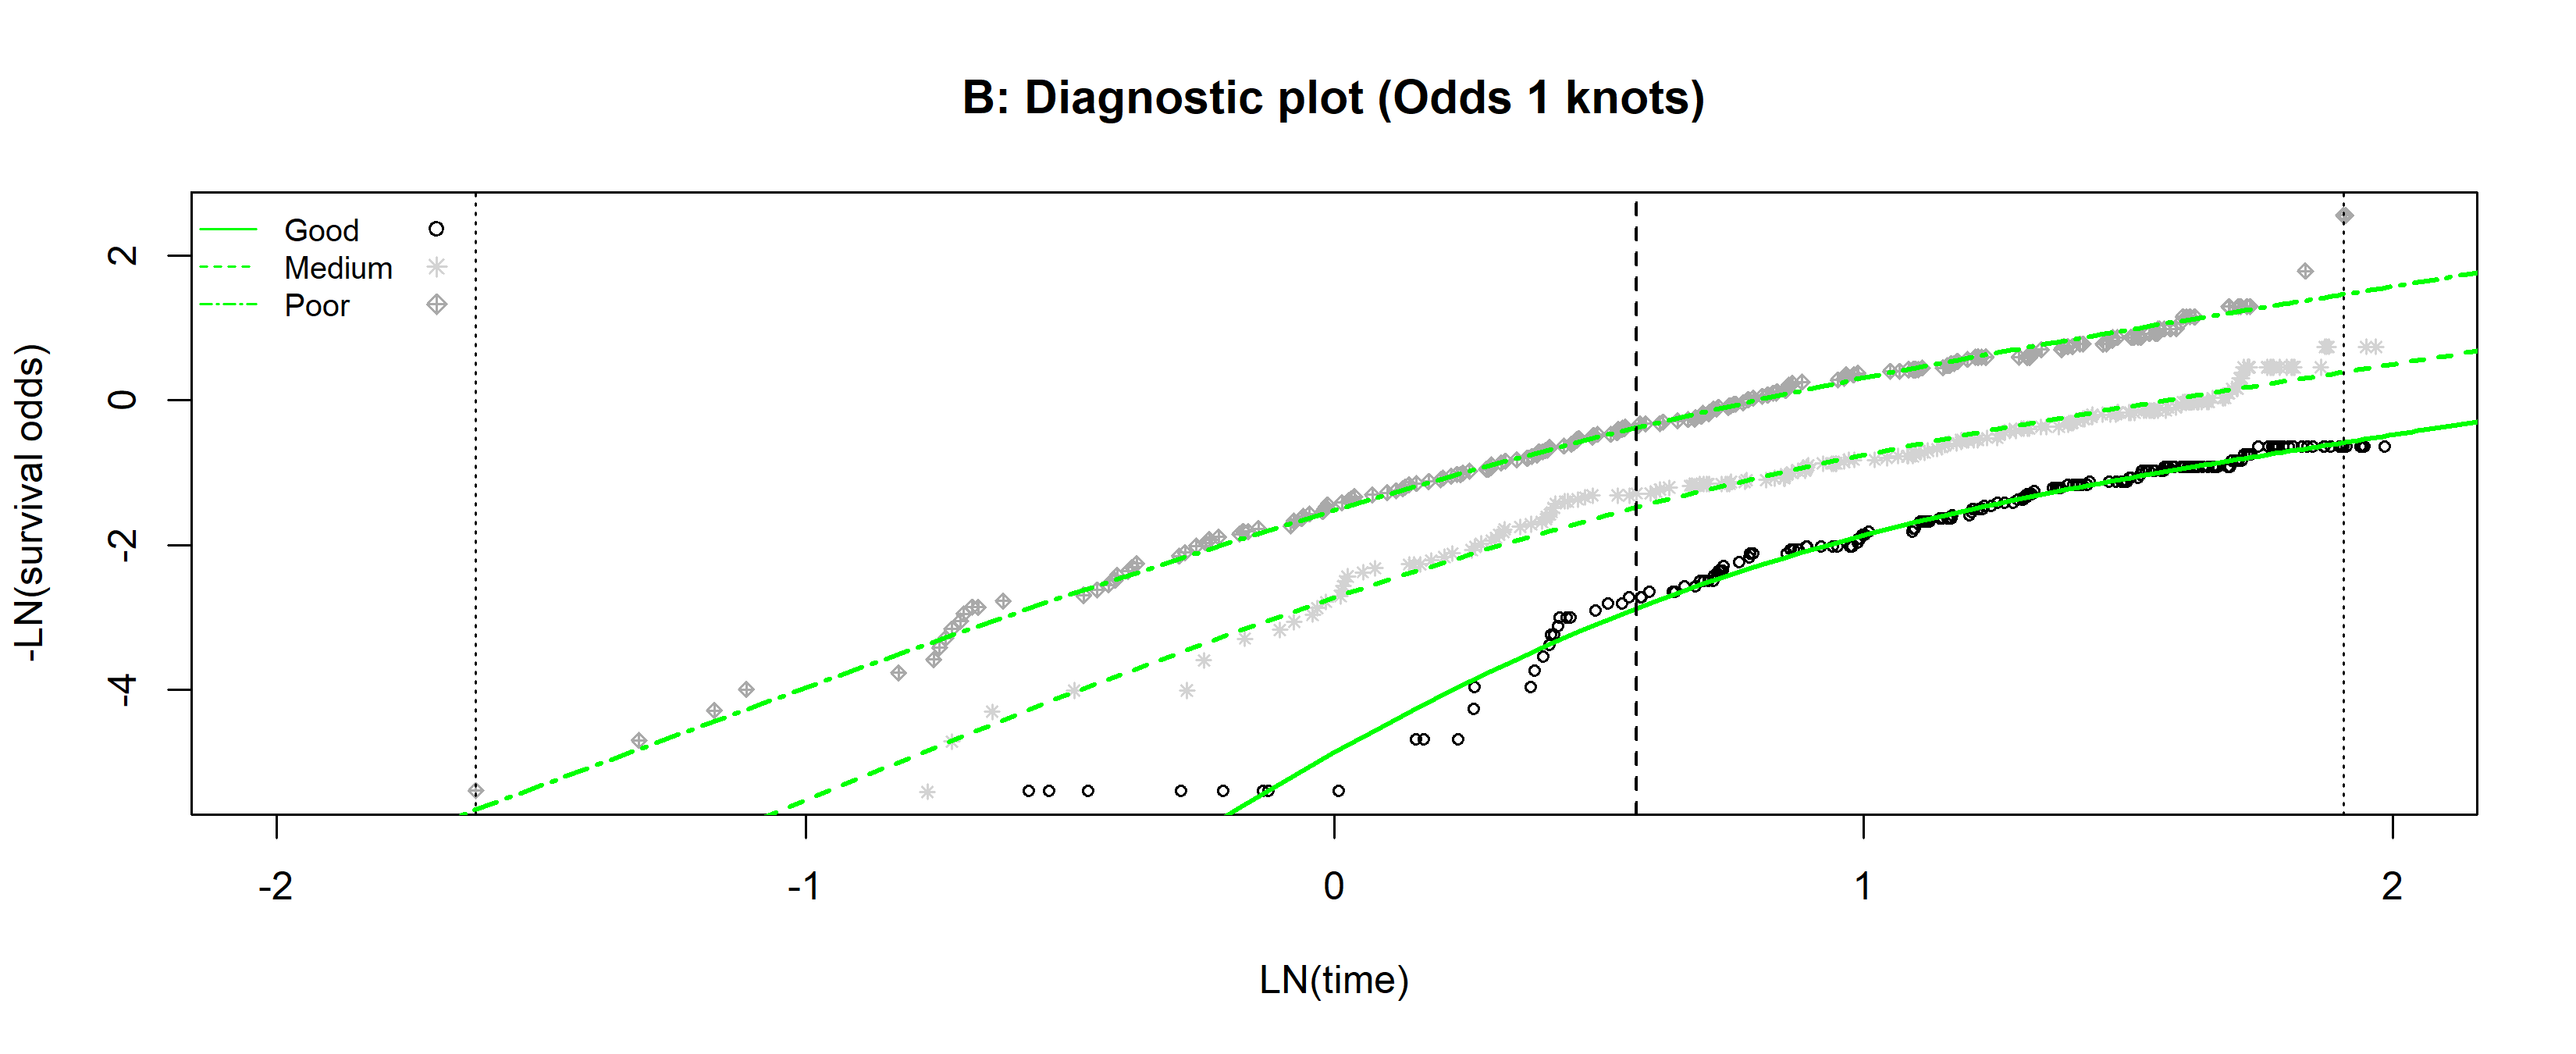 B: Diagnostic plot (Odds 1 knots)
Good
Medium
Poor
-LN(survival odds)
2
0
-2
-4
-2
-1
0
1
2
LN(time)